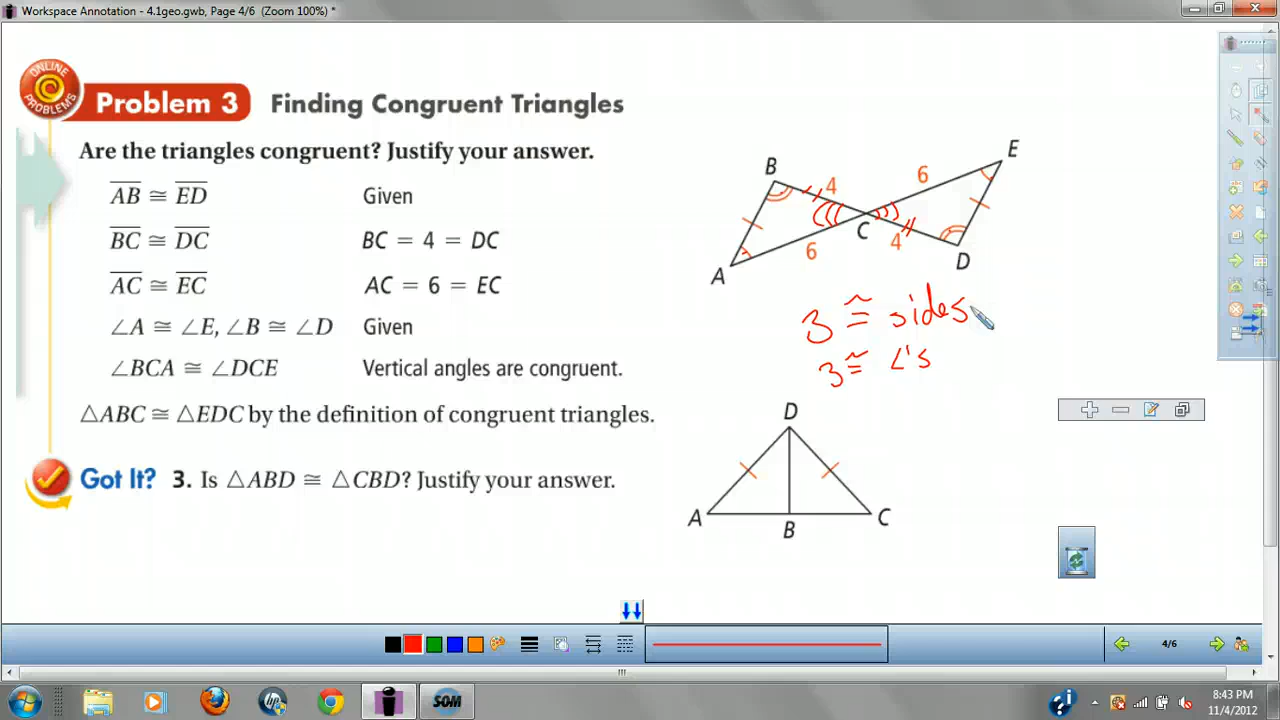 Workspace Annotation - 4.1geo.gwb, Page 4/6 (Zoom 100%) *
ONLINE PROBLEMS
Problem 3 Finding Congruent Triangles
Are the triangles congruent? Justify your answer.
AB ≅ ED Given
BC ≅ DC BC = 4 = DC
AC ≅ EC AC = 6 = EC
∠A ≅ ∠E, ∠B ≅ ∠D Given
∠BCA ≅ ∠DCE Vertical angles are congruent.
△ABC ≅ △EDC by the definition of congruent triangles.
B
4
6
E
C
6
4
A
D
3 ≅ sides
3 ≅ ∠'s
Got It? 3. Is △ABD ≅ △CBD? Justify your answer.
D
A
B
C
4/6
SOM
8:43 PM
11/4/2012